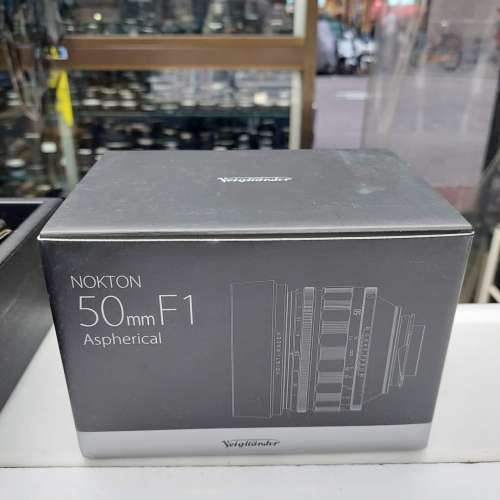 Voigtländer
NOKTON
50mm F1
Aspherical
Voigtländer